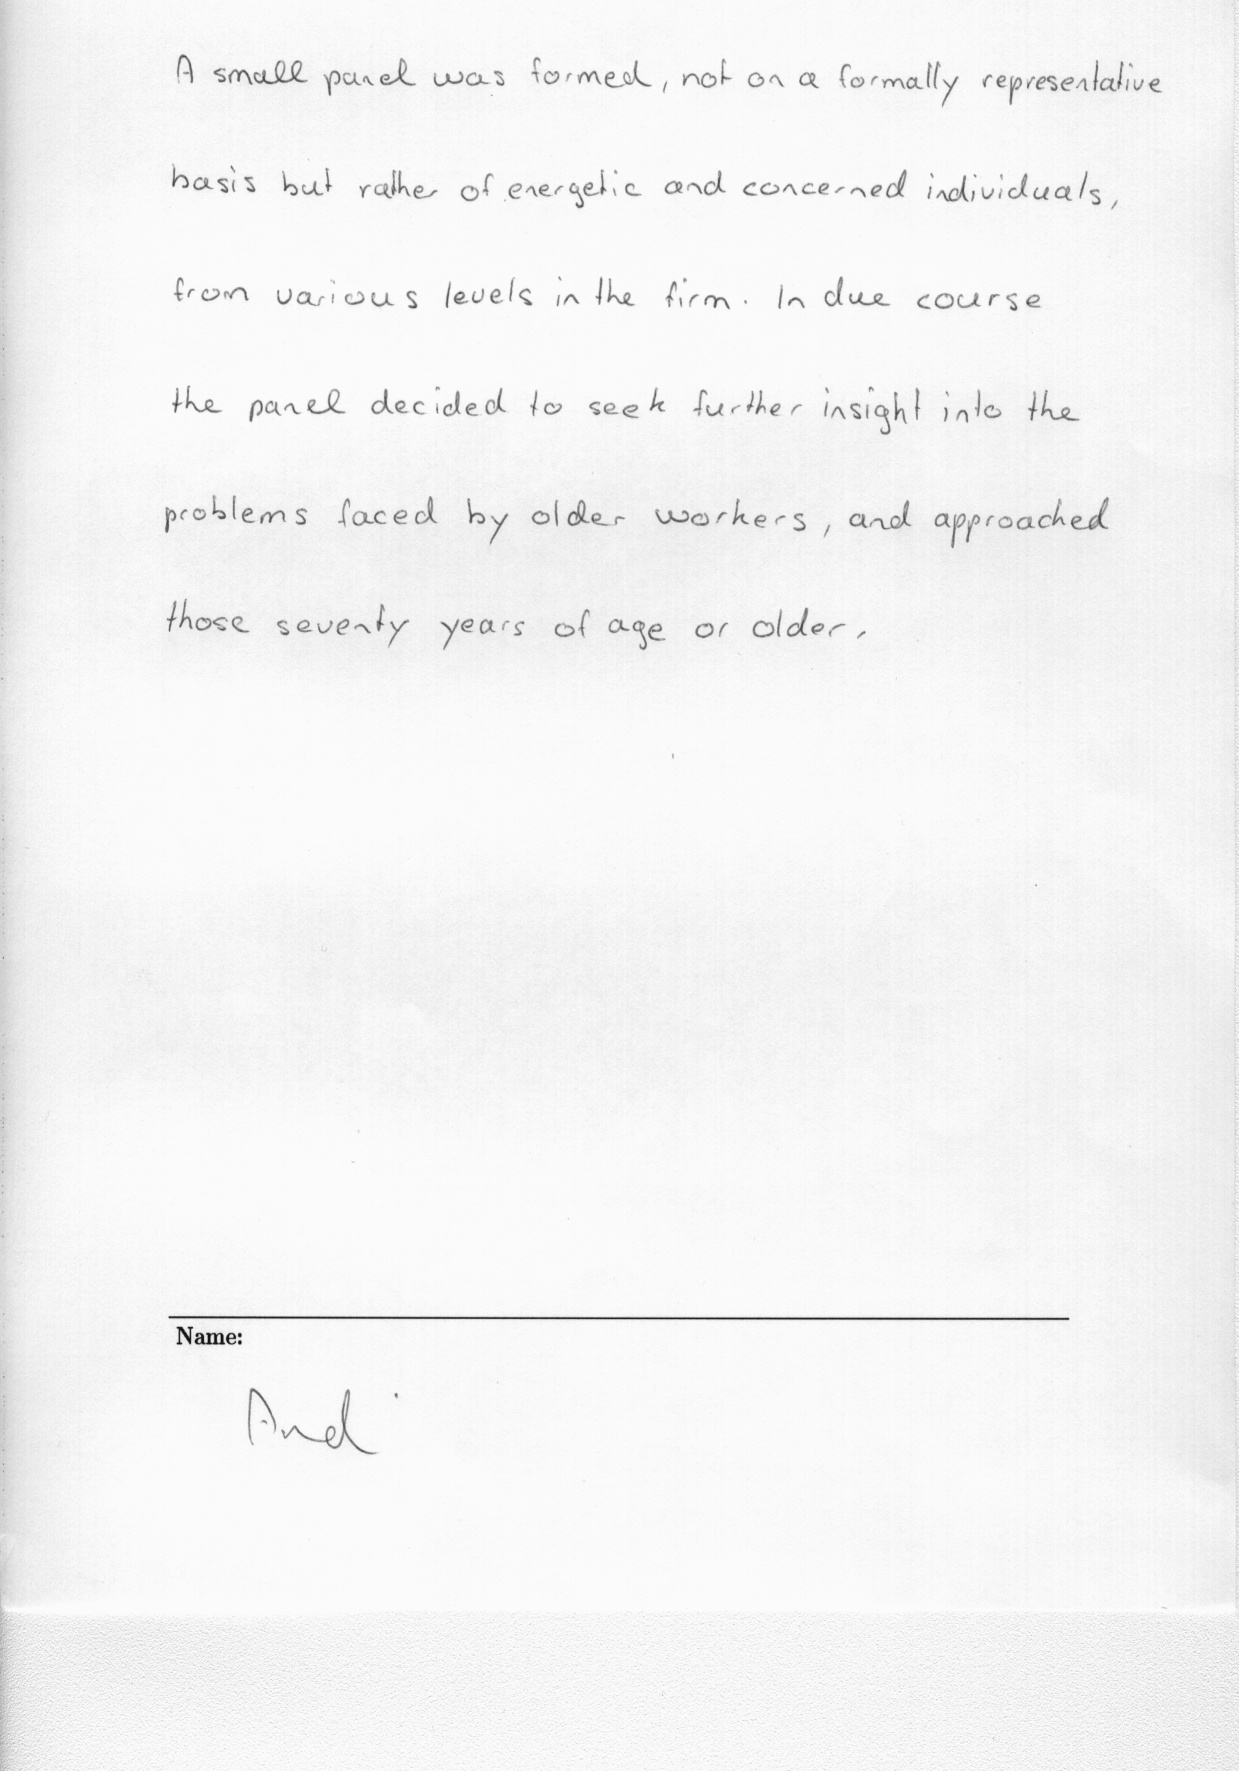 A small panel was formed, not on a formally representative
basis but rather of energetic and concerned individuals,
from various levels in the firm. In due course
the panel decided to seek further insight into the
problems faced by older workers, and approached
those seventy years of age or older.
Name:
Andi